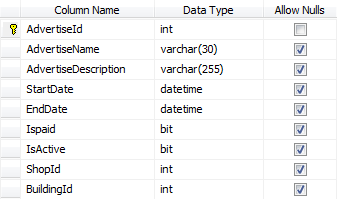 Column Name Data Type Allow Nulls
AdvertiseId int
AdvertiseName varchar(30)
AdvertiseDescription varchar(255)
StartDate datetime
EndDate datetime
Ispaid bit
IsActive bit
ShopId int
BuildingId int